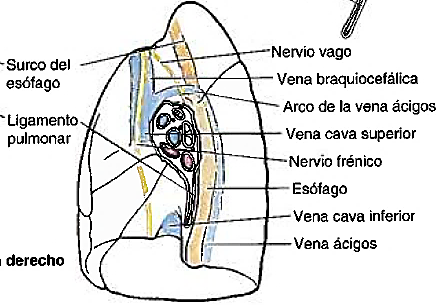 Surco del
esófago
Ligamento
pulmonar
derecho
Nervio vago
Vena braquiocefálica
Arco de la vena ácigos
Vena cava superior
Nervio frénico
Esófago
Vena cava inferior
Vena ácigos